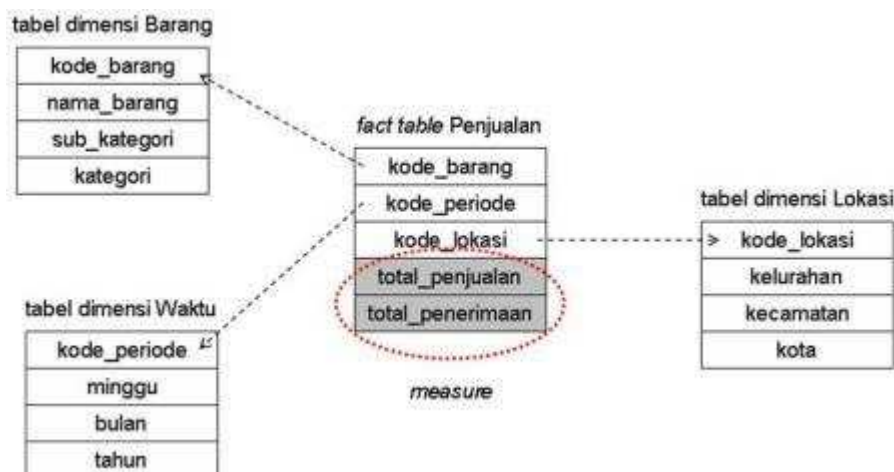 tabel dimensi Barang
kode_barang
nama_barang
sub_kategori
kategori
fact table Penjualan
kode_barang
kode_periode
kode_lokasi
total_penjualan
total_penerimaan
measure
tabel dimensi Lokasi
kode_lokasi
kelurahan
kecamatan
kota
tabel dimensi Waktu
kode_periode
minggu
bulan
tahun